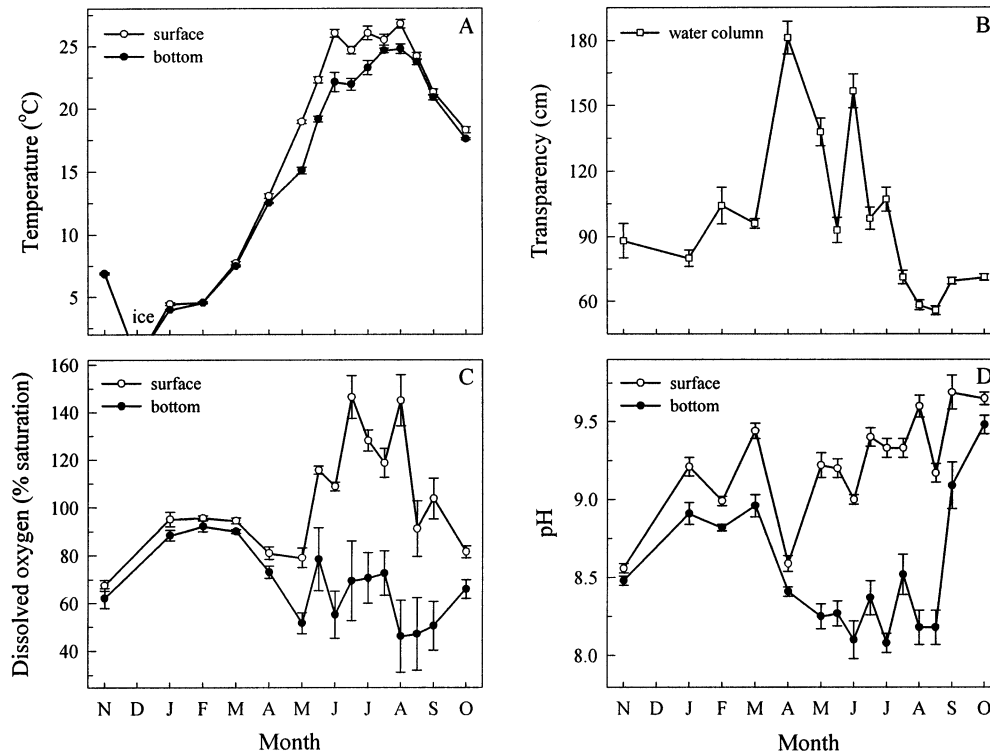 A
surface
bottom
25
20
15
10
5
ice
Temperature (°C)
B
water column
180
150
120
90
60
Transparency (cm)
C
surface
bottom
160
140
120
100
80
60
40
Dissolved oxygen (% saturation)
N D J F M A M J J A S O
Month
D
surface
bottom
9.5
9.0
8.5
8.0
pH
N D J F M A M J J A S O
Month